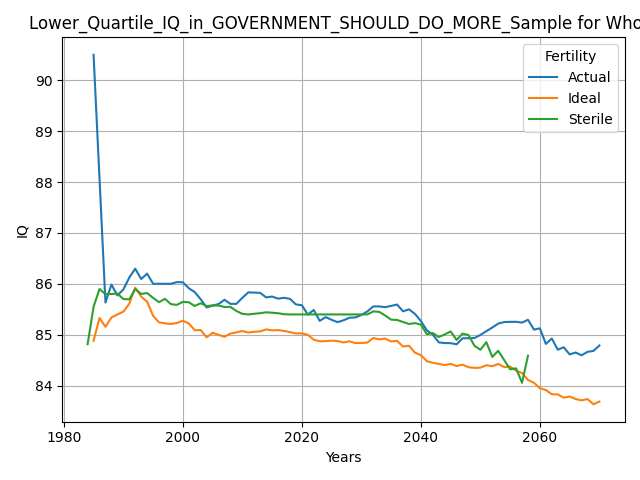 Lower_Quartile_IQ_in_GOVERNMENT_SHOULD_DO_MORE_Sample for Who
Fertility
Actual
Ideal
Sterile
90
89
88
87
86
85
84
IQ
1980
2000
2020
2040
2060
Years